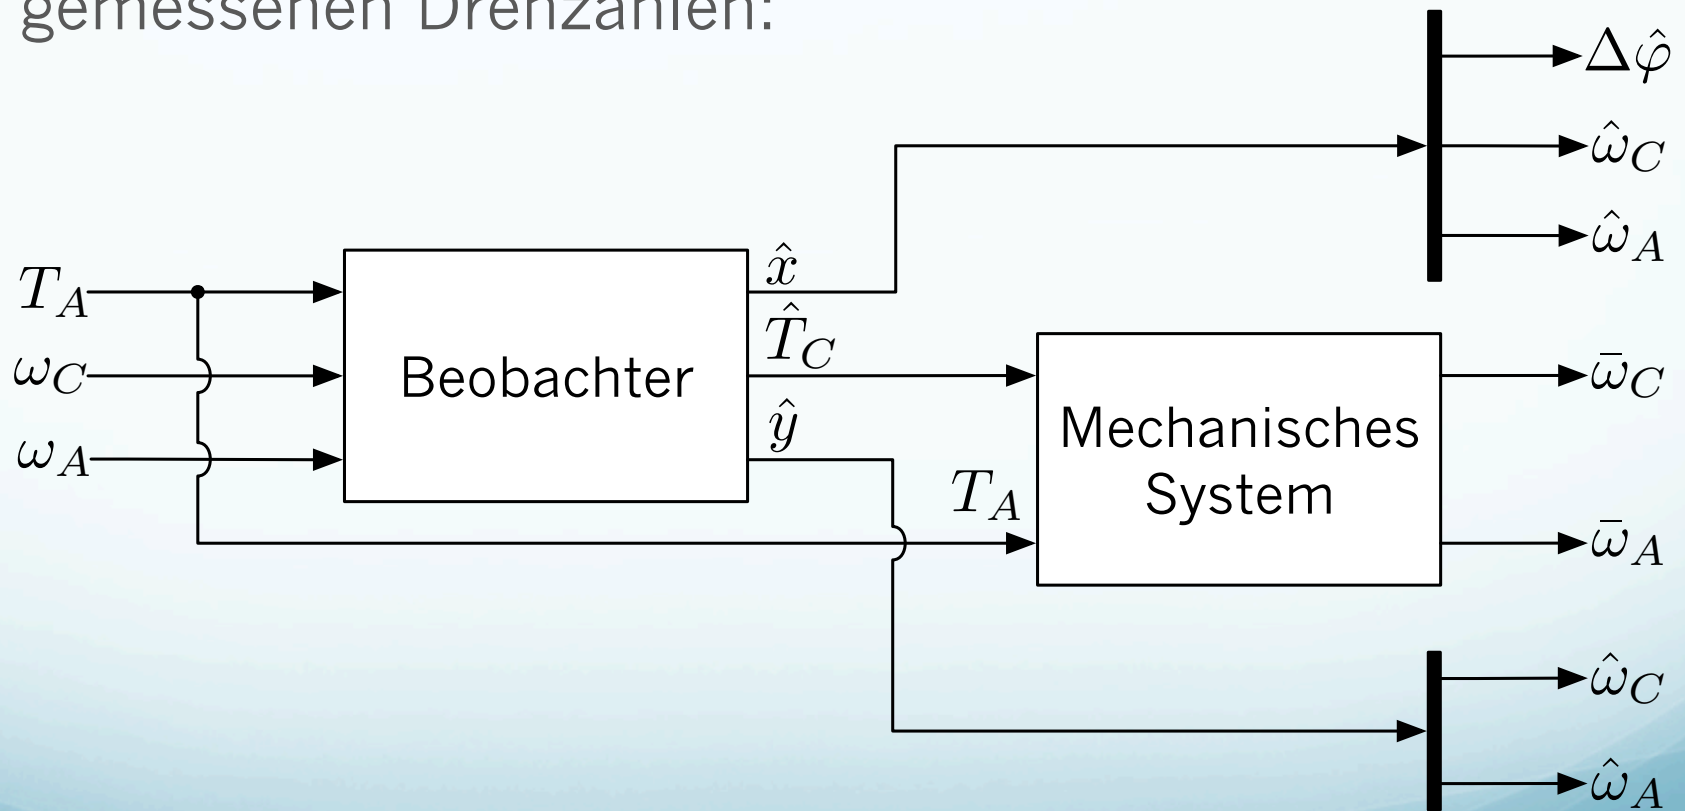 gemessenen Drehzahlen:
Δφ̂
ω̂_C
ω̂_A
T_A
ω_C
ω_A
Beobachter
x̂
T̂_C
ŷ
T_A
Mechanisches
System
ω̄_C
ω̄_A
ω̂_C
ω̂_A